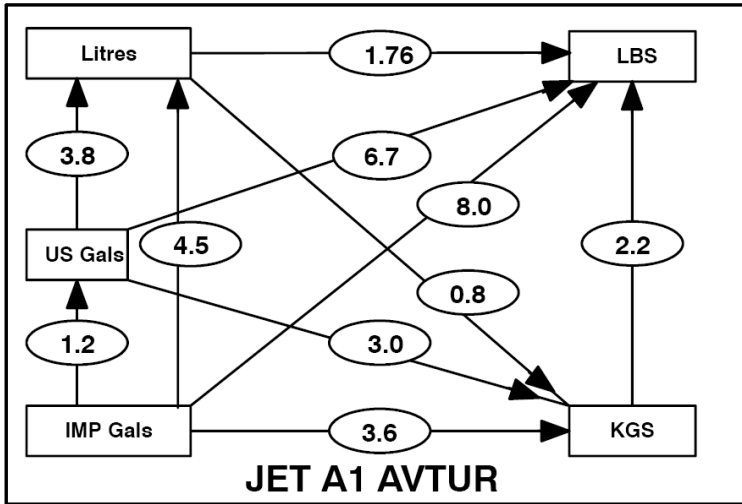 Litres
1.76
LBS
3.8
6.7
8.0
US Gals
4.5
2.2
0.8
1.2
3.0
IMP Gals
3.6
KGS
JET A1 AVTUR